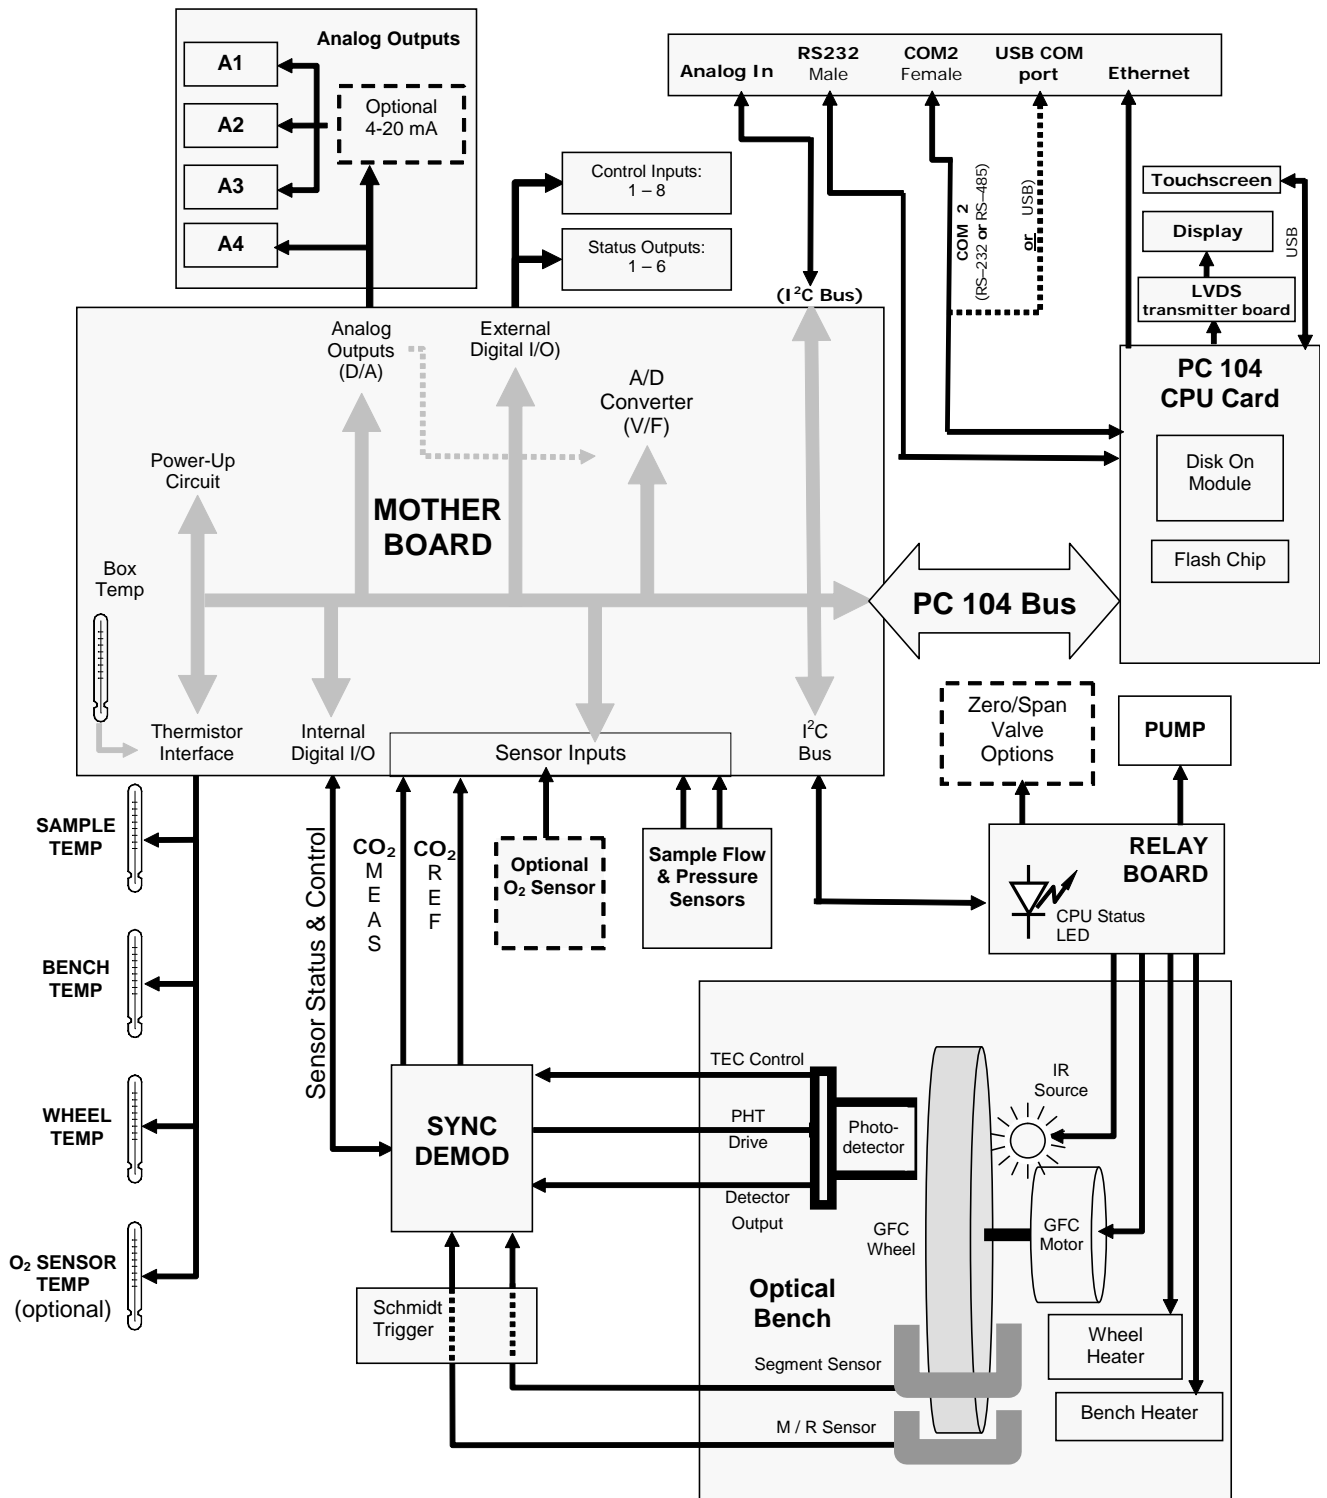 Analog Outputs
A1
A2
A3
A4
Optional
4-20 mA
Analog In
RS232
Male
COM2
Female
USB COM
port
Ethernet
Control Inputs:
1 – 8
Status Outputs:
1 – 6
(I²C Bus)
COM 2
(RS–232 or RS–485)
or USB)
Touchscreen
Display
USB
LVDS
transmitter board
PC 104
CPU Card
Disk On
Module
Flash Chip
Analog
Outputs
(D/A)
External
Digital I/O)
A/D
Converter
(V/F)
Power-Up
Circuit
MOTHER
BOARD
Box
Temp
PC 104 Bus
Thermistor
Interface
Internal
Digital I/O
Sensor Inputs
I²C
Bus
Zero/Span
Valve
Options
PUMP
SAMPLE
TEMP
BENCH
TEMP
WHEEL
TEMP
O₂ SENSOR
TEMP
(optional)
Sensor Status & Control
CO₂
MEAS
CO₂
REF
Optional
O₂ Sensor
Sample Flow
& Pressure
Sensors
RELAY
BOARD
CPU Status
LED
SYNC
DEMOD
TEC Control
PHT
Drive
Detector
Output
Photo-
detector
IR
Source
GFC
Wheel
GFC
Motor
Optical
Bench
Schmidt
Trigger
Segment Sensor
M / R Sensor
Wheel
Heater
Bench Heater